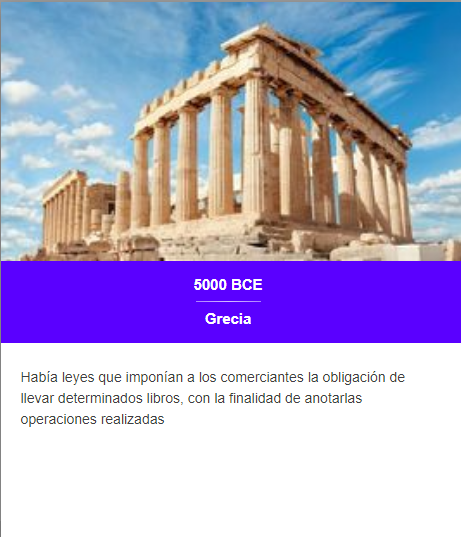 5000 BCE
Grecia
Había leyes que imponían a los comerciantes la obligación de
llevar determinados libros, con la finalidad de anotarlas
operaciones realizadas